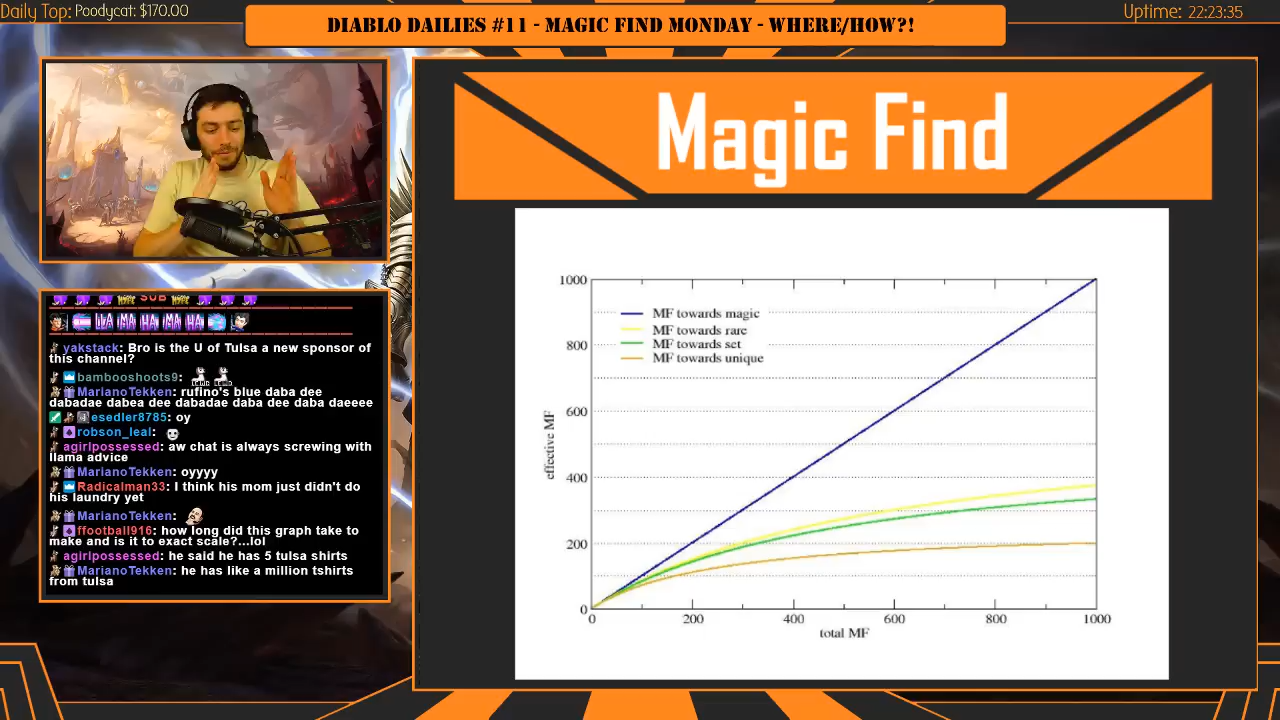 Daily Top: Poodycat: $170.00
DIABLO DAILIES #11 - MAGIC FIND MONDAY - WHERE/HOW?!
Uptime: 22:23:35
Magic Find
SUB
yakstack: Bro is the U of Tulsa a new sponsor of
this channel?
bambooshoots9:
MarianoTekken: rufino's blue daba dee
dabadae dabea dee dabadae daba dee daba daeeee
esedler8785: oy
robson_leal:
agirlpossessed: aw chat is always screwing with
llama advice
MarianoTekken: oyyyy
Radicalman33: I think his mom just didn't do
his laundry yet
MarianoTekken:
ffootball916: how long did this graph take to
make and is it to exact scale?...lol
agirlpossessed: he said he has 5 tulsa shirts
MarianoTekken: he has like a million tshirts
from tulsa
MF towards magic
MF towards rare
MF towards set
MF towards unique
1000
800
600
400
200
0
effective MF
0 200 400 600 800 1000
total MF